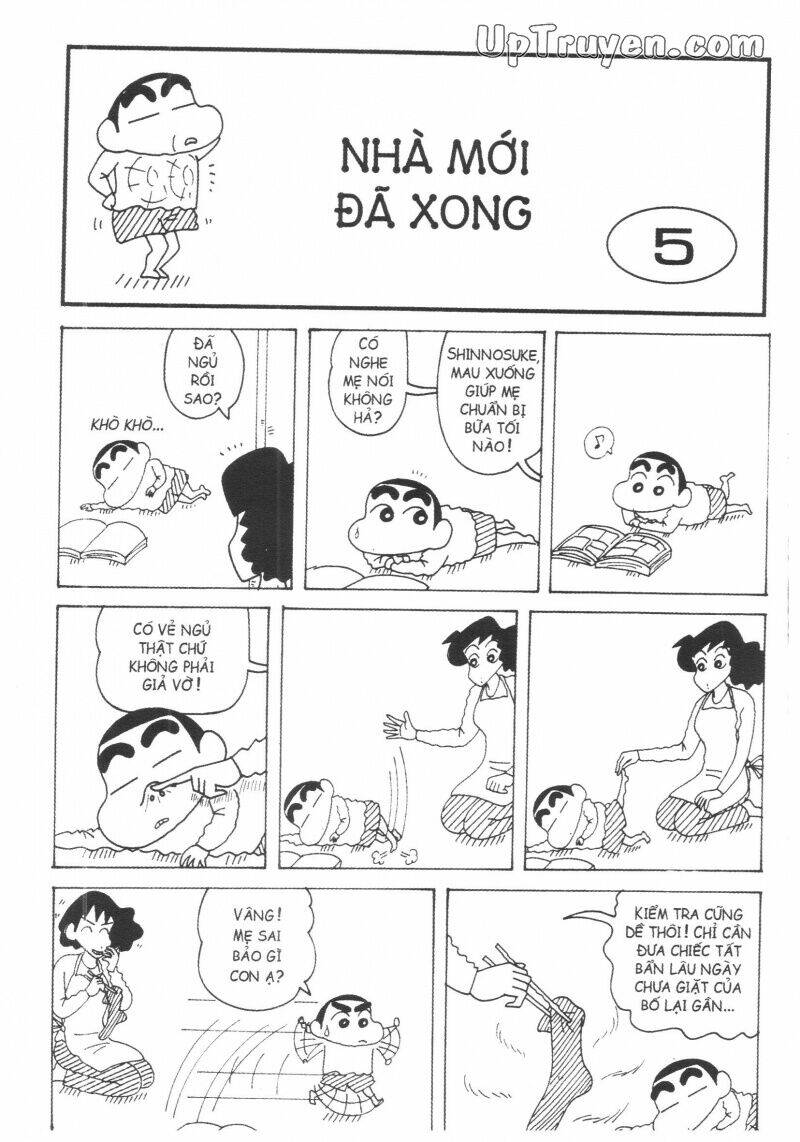 UpTruyen.com
NHÀ MỚI
ĐÃ XONG
5
SHINNOSUKE,
MAU XUỐNG
GIÚP MẸ
CHUẨN BỊ
BỮA TỐI
NÀO!
CÓ
NGHE
MẸ NÓI
KHÔNG
HẢ?
ĐÃ
NGỦ
RỒI
SAO?
KHÒ KHÒ...
CÓ VẺ NGỦ
THẬT CHỨ
KHÔNG PHẢI
GIẢ VỜ!
KIỂM TRA CŨNG
DỄ THÔI! CHỈ CẦN
ĐƯA CHIẾC TẤT
BẨN LÂU NGÀY
CHƯA GIẶT CỦA
BỐ LẠI GẦN...
VÂNG!
MẸ SAI
BẢO GÌ
CON Ạ?